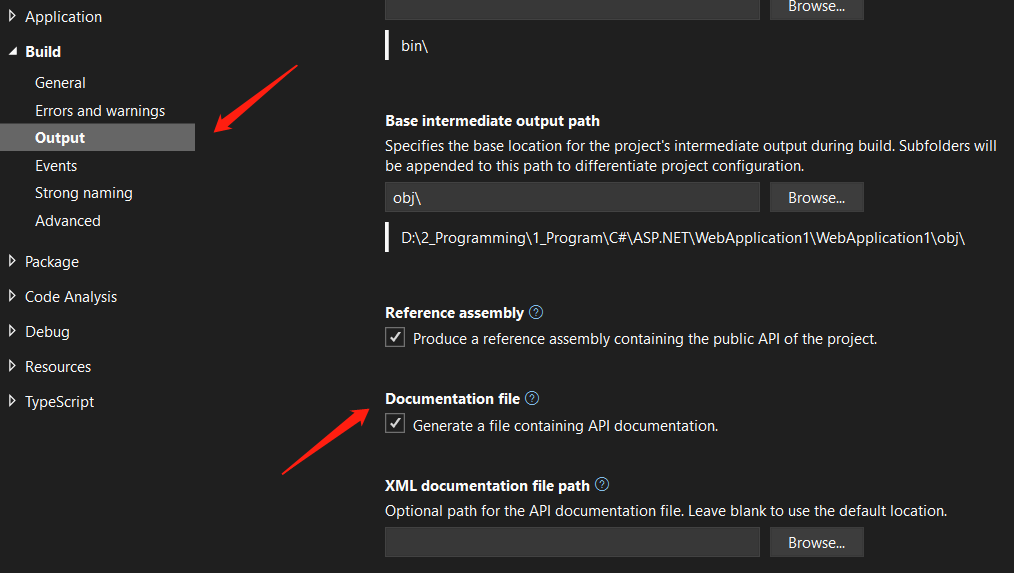 Application
Build
General
Errors and warnings
Output
Events
Strong naming
Advanced
Package
Code Analysis
Debug
Resources
TypeScript
Browse...
bin\
Base intermediate output path
Specifies the base location for the project's intermediate output during build. Subfolders will
be appended to this path to differentiate project configuration.
obj\
Browse...
D:\2_Programming\1_Program\C#\ASP.NET\WebApplication1\WebApplication1\obj\
Reference assembly ?
Produce a reference assembly containing the public API of the project.
Documentation file ?
Generate a file containing API documentation.
XML documentation file path ?
Optional path for the API documentation file. Leave blank to use the default location.
Browse...